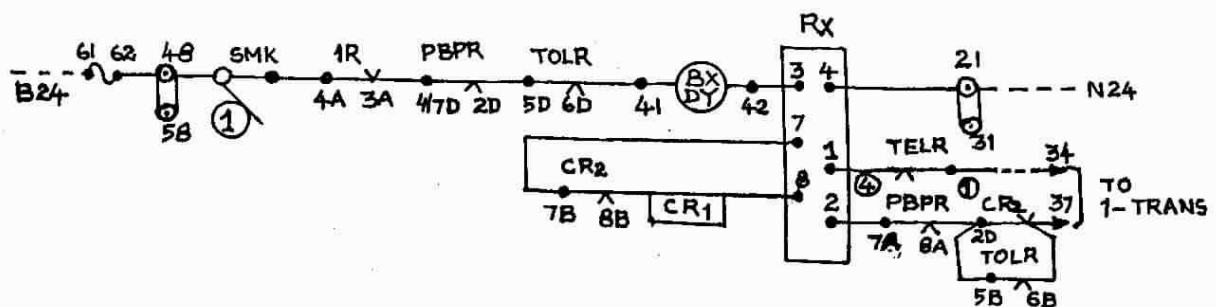 Rx
61 62 48 SMK 1R PBPR TOLR 3 4 21
B24 N24
58 1 4A 3A 4/7D 2D 5D 6D 41 BX DY 42
7 31
CR2 1 TELR 34
8 4 1 TO
7B 8B CR1 2 PBPR CR2 37 1-TRANS
7A 8A 2D
TOLR
5B 6B